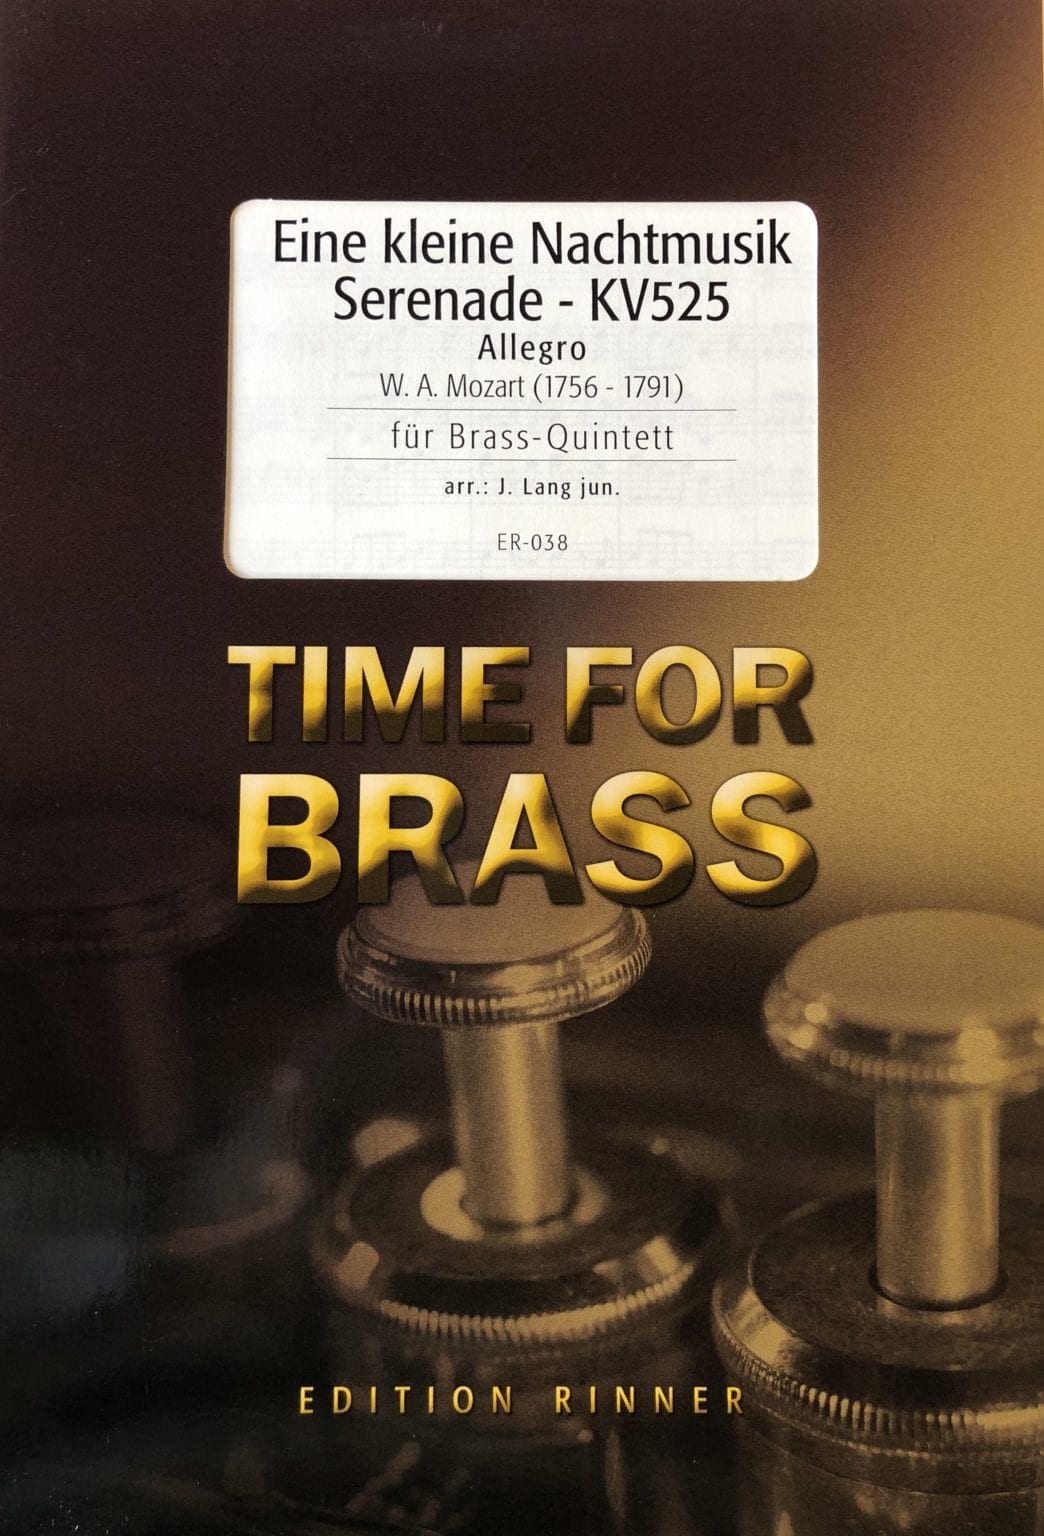 Eine kleine Nachtmusik
Serenade - KV525
Allegro
W. A. Mozart (1756 - 1791)
für Brass-Quintett
arr.: J. Lang jun.
ER-038
TIME FOR
BRASS
EDITION RINNER